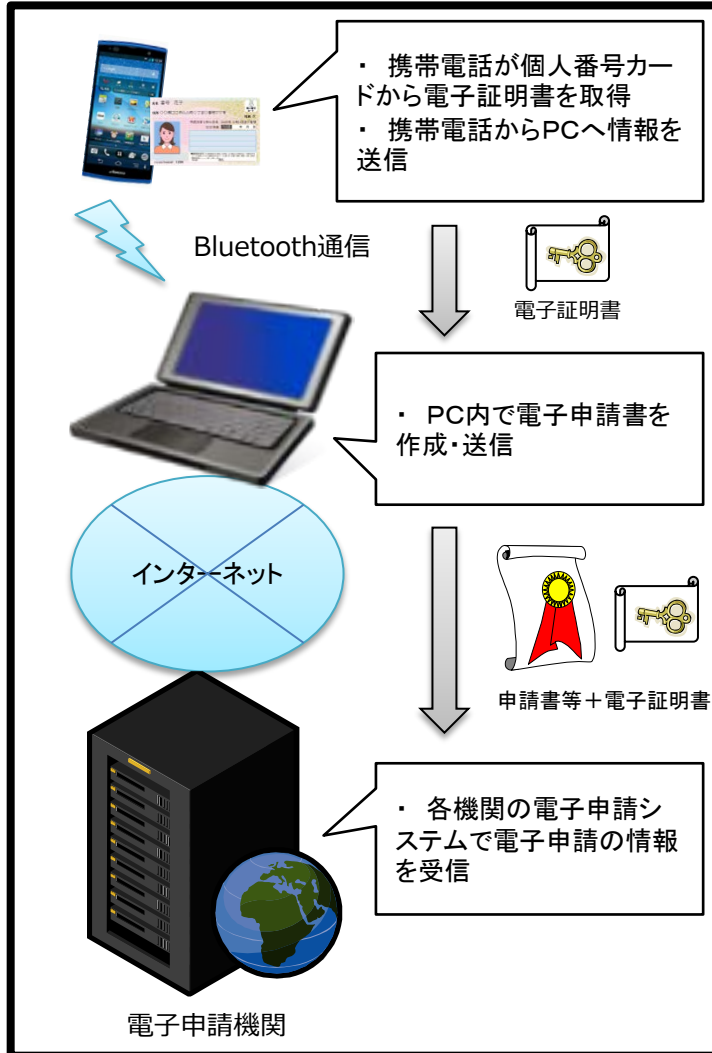 ・ 携帯電話が個人番号カー
ドから電子証明書を取得
・ 携帯電話からPCへ情報を
送信
Bluetooth通信
電子証明書
・ PC内で電子申請書を
作成・送信
インターネット
申請書等＋電子証明書
・ 各機関の電子申請シ
ステムで電子申請の情報
を受信
電子申請機関